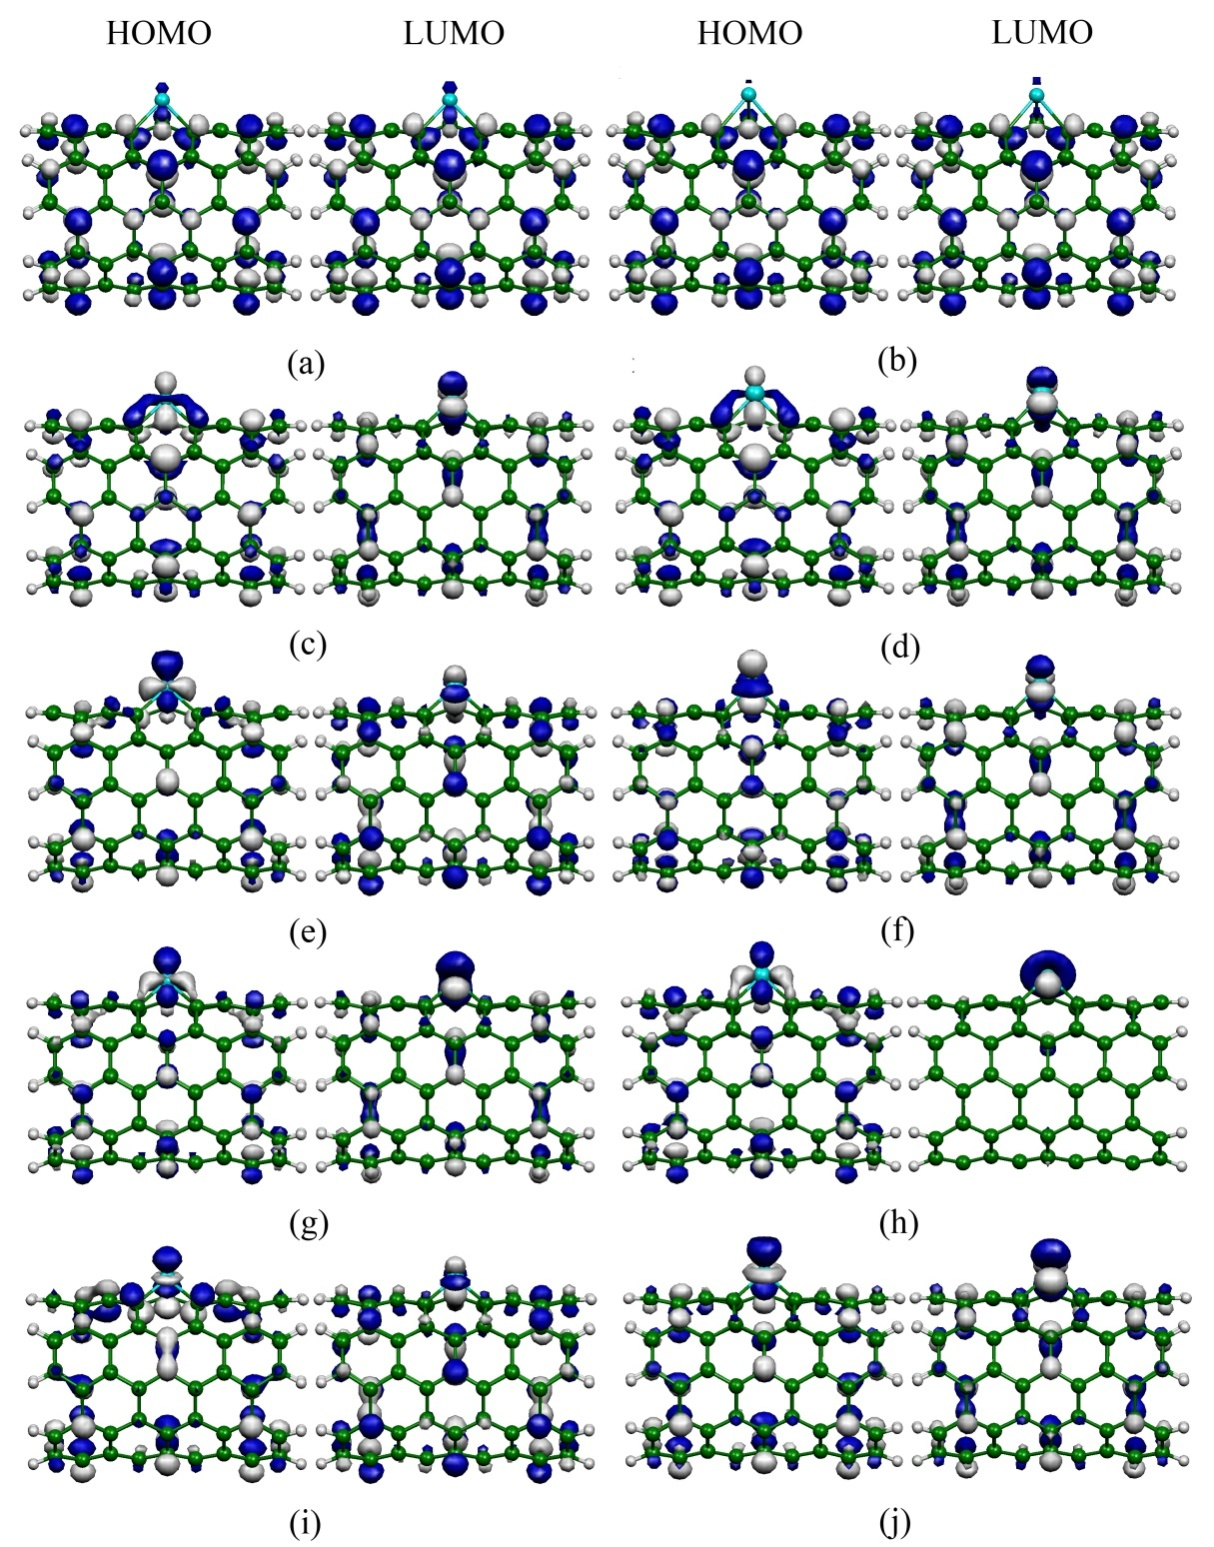 HOMO LUMO HOMO LUMO
(a) (b)
(c) (d)
(e) (f)
(g) (h)
(i) (j)